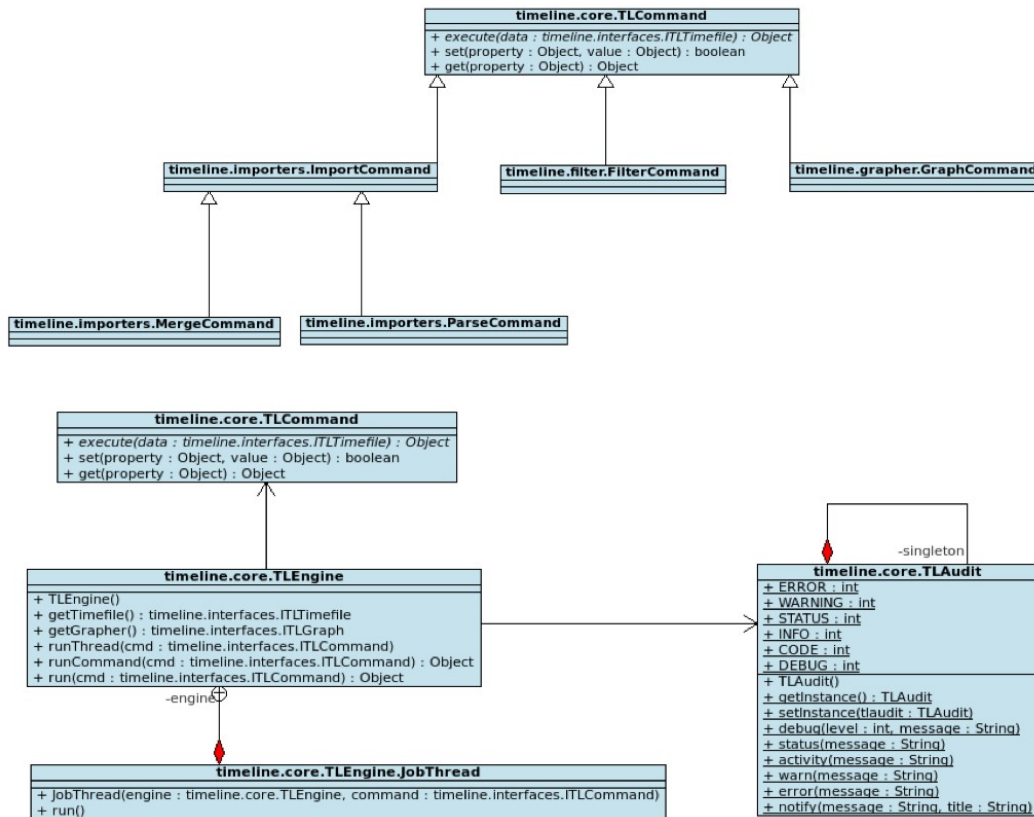 timeline.core.TLCommand
+ execute(data : timeline.interfaces.ITLTimefile) : Object
+ set(property : Object, value : Object) : boolean
+ get(property : Object) : Object
timeline.importers.ImportCommand
timeline.filter.FilterCommand
timeline.grapher.GraphCommand
timeline.importers.MergeCommand
timeline.importers.ParseCommand
timeline.core.TLCommand
+ execute(data : timeline.interfaces.ITLTimefile) : Object
+ set(property : Object, value : Object) : boolean
+ get(property : Object) : Object
-singleton
timeline.core.TLEngine
+ TLEngine()
+ getTimefile() : timeline.interfaces.ITLTimefile
+ getGrapher() : timeline.interfaces.ITLGraph
+ runThread(cmd : timeline.interfaces.ITLCommand)
+ runCommand(cmd : timeline.interfaces.ITLCommand) : Object
+ run(cmd : timeline.interfaces.ITLCommand) : Object
-engine
timeline.core.TLEngine.JobThread
+ JobThread(engine : timeline.core.TLEngine, command : timeline.interfaces.ITLCommand)
+ run()
timeline.core.TLAudit
+ ERROR : int
+ WARNING : int
+ STATUS : int
+ INFO : int
+ CODE : int
+ DEBUG : int
+ TLAudit()
+ getInstance() : TLAudit
+ setInstance(tlaudit : TLAudit)
+ debug(level : int, message : String)
+ status(message : String)
+ activity(message : String)
+ warn(message : String)
+ error(message : String)
+ notify(message : String, title : String)